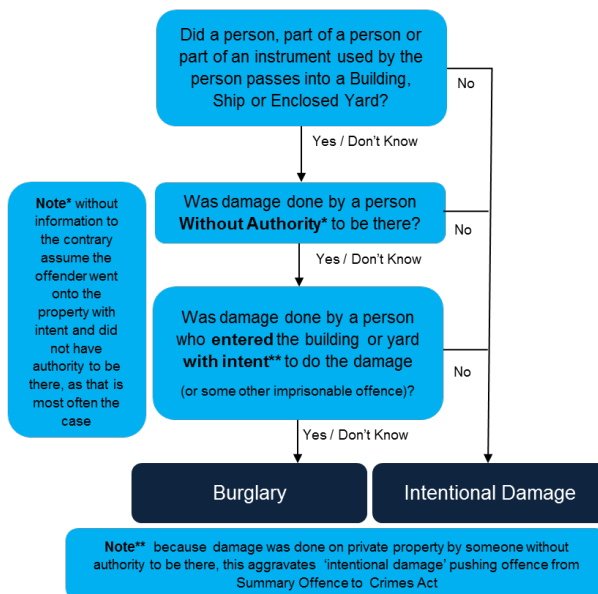 Did a person, part of a person or
part of an instrument used by the
person passes into a Building,
Ship or Enclosed Yard?
No
Yes / Don't Know
Was damage done by a person
Without Authority* to be there?
No
Yes / Don't Know
Note* without
information to
the contrary
assume the
offender went
onto the
property with
intent and did
not have
authority to be
there, as that is
most often the
case
Was damage done by a person
who entered the building or yard
with intent** to do the damage
(or some other imprisonable offence)?
No
Yes / Don't Know
Burglary
Intentional Damage
Note** because damage was done on private property by someone without
authority to be there, this aggravates 'intentional damage' pushing offence from
Summary Offence to Crimes Act